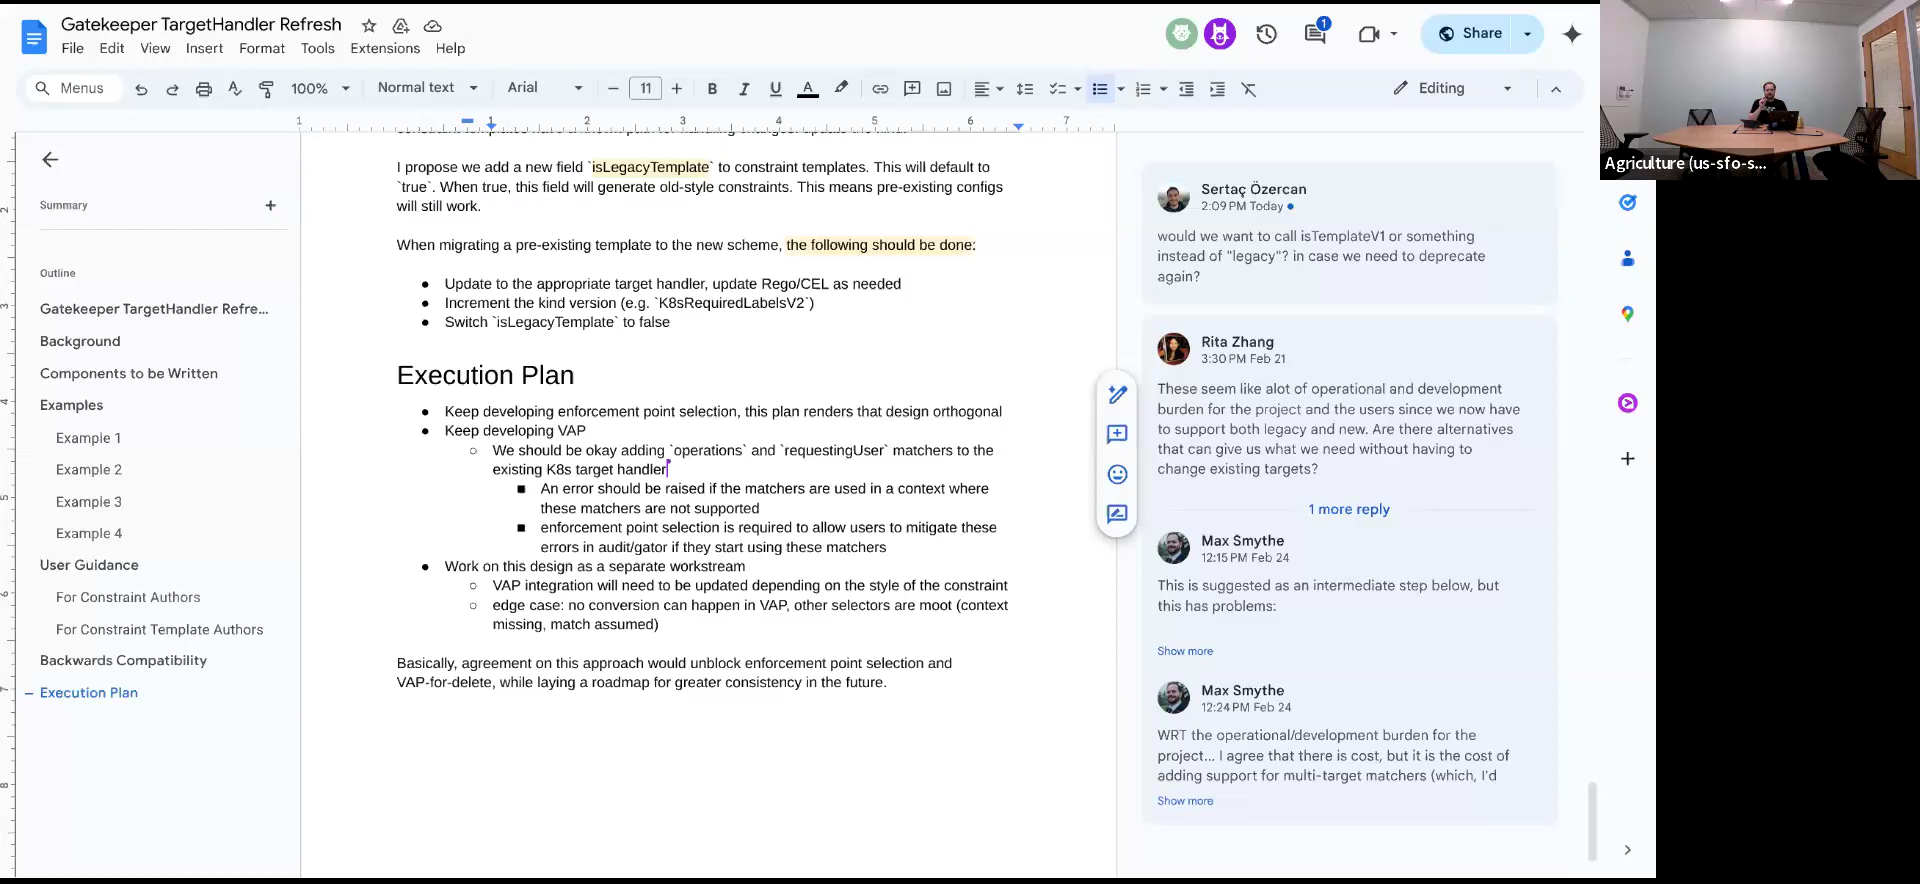 Gatekeeper TargetHandler Refresh
File Edit View Insert Format Tools Extensions Help
1
Share
Menus
100%
Normal text
Arial
11
B I U A
Editing
1 1 2 3 4 5 6 7
Summary
Outline
Gatekeeper TargetHandler Refre...
Background
Components to be Written
Examples
Example 1
Example 2
Example 3
Example 4
User Guidance
For Constraint Authors
For Constraint Template Authors
Backwards Compatibility
Execution Plan
I propose we add a new field `isLegacyTemplate` to constraint templates. This will default to
`true`. When true, this field will generate old-style constraints. This means pre-existing configs
will still work.
When migrating a pre-existing template to the new scheme, the following should be done:
● Update to the appropriate target handler, update Rego/CEL as needed
● Increment the kind version (e.g. `K8sRequiredLabelsV2`)
● Switch `isLegacyTemplate` to false
Execution Plan
● Keep developing enforcement point selection, this plan renders that design orthogonal
● Keep developing VAP
○ We should be okay adding `operations` and `requestingUser` matchers to the
existing K8s target handler
■ An error should be raised if the matchers are used in a context where
these matchers are not supported
■ enforcement point selection is required to allow users to mitigate these
errors in audit/gator if they start using these matchers
● Work on this design as a separate workstream
○ VAP integration will need to be updated depending on the style of the constraint
○ edge case: no conversion can happen in VAP, other selectors are moot (context
missing, match assumed)
Basically, agreement on this approach would unblock enforcement point selection and
VAP-for-delete, while laying a roadmap for greater consistency in the future.
Sertaç Özercan
2:09 PM Today
would we want to call isTemplateV1 or something
instead of "legacy"? in case we need to deprecate
again?
Rita Zhang
3:30 PM Feb 21
These seem like alot of operational and development
burden for the project and the users since we now have
to support both legacy and new. Are there alternatives
that can give us what we need without having to
change existing targets?
1 more reply
Max Smythe
12:15 PM Feb 24
This is suggested as an intermediate step below, but
this has problems:
Show more
Max Smythe
12:24 PM Feb 24
WRT the operational/development burden for the
project... I agree that there is cost, but it is the cost of
adding support for multi-target matchers (which, I'd
Show more
Agriculture (us-sfo-s...
2
3
4
5
6
7
8